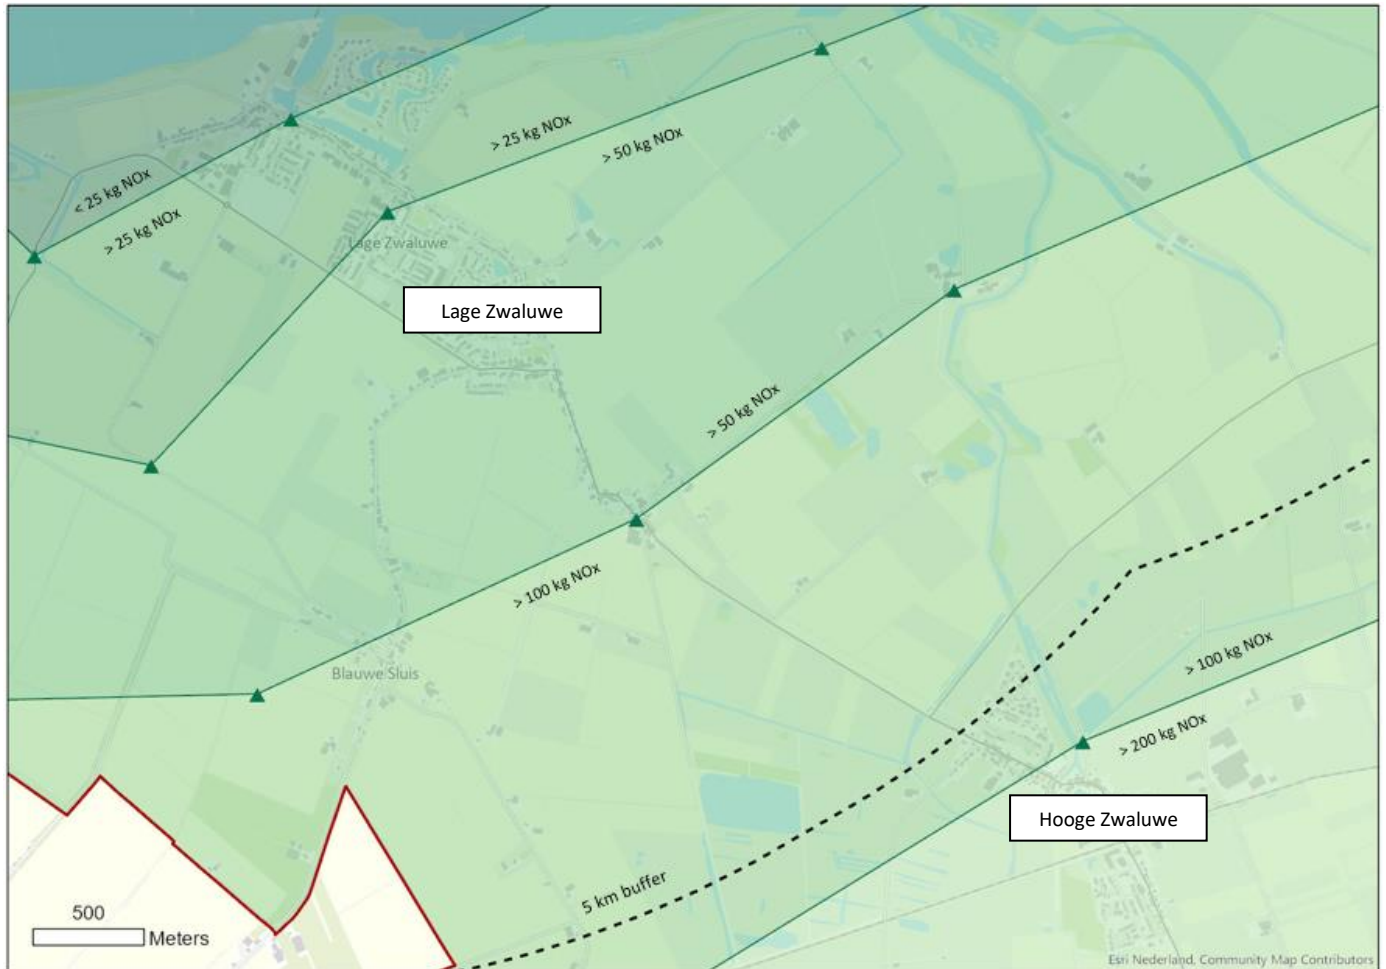 > 25 kg NOx
> 50 kg NOx
< 25 kg NOx
> 25 kg NOx
Lage Zwaluwe
Lage Zwaluwe
> 50 kg NOx
> 100 kg NOx
Blauwe Sluis
> 100 kg NOx
> 200 kg NOx
Hooge Zwaluwe
5 km buffer
500
Meters
Esri Nederland, Community Map Contributors